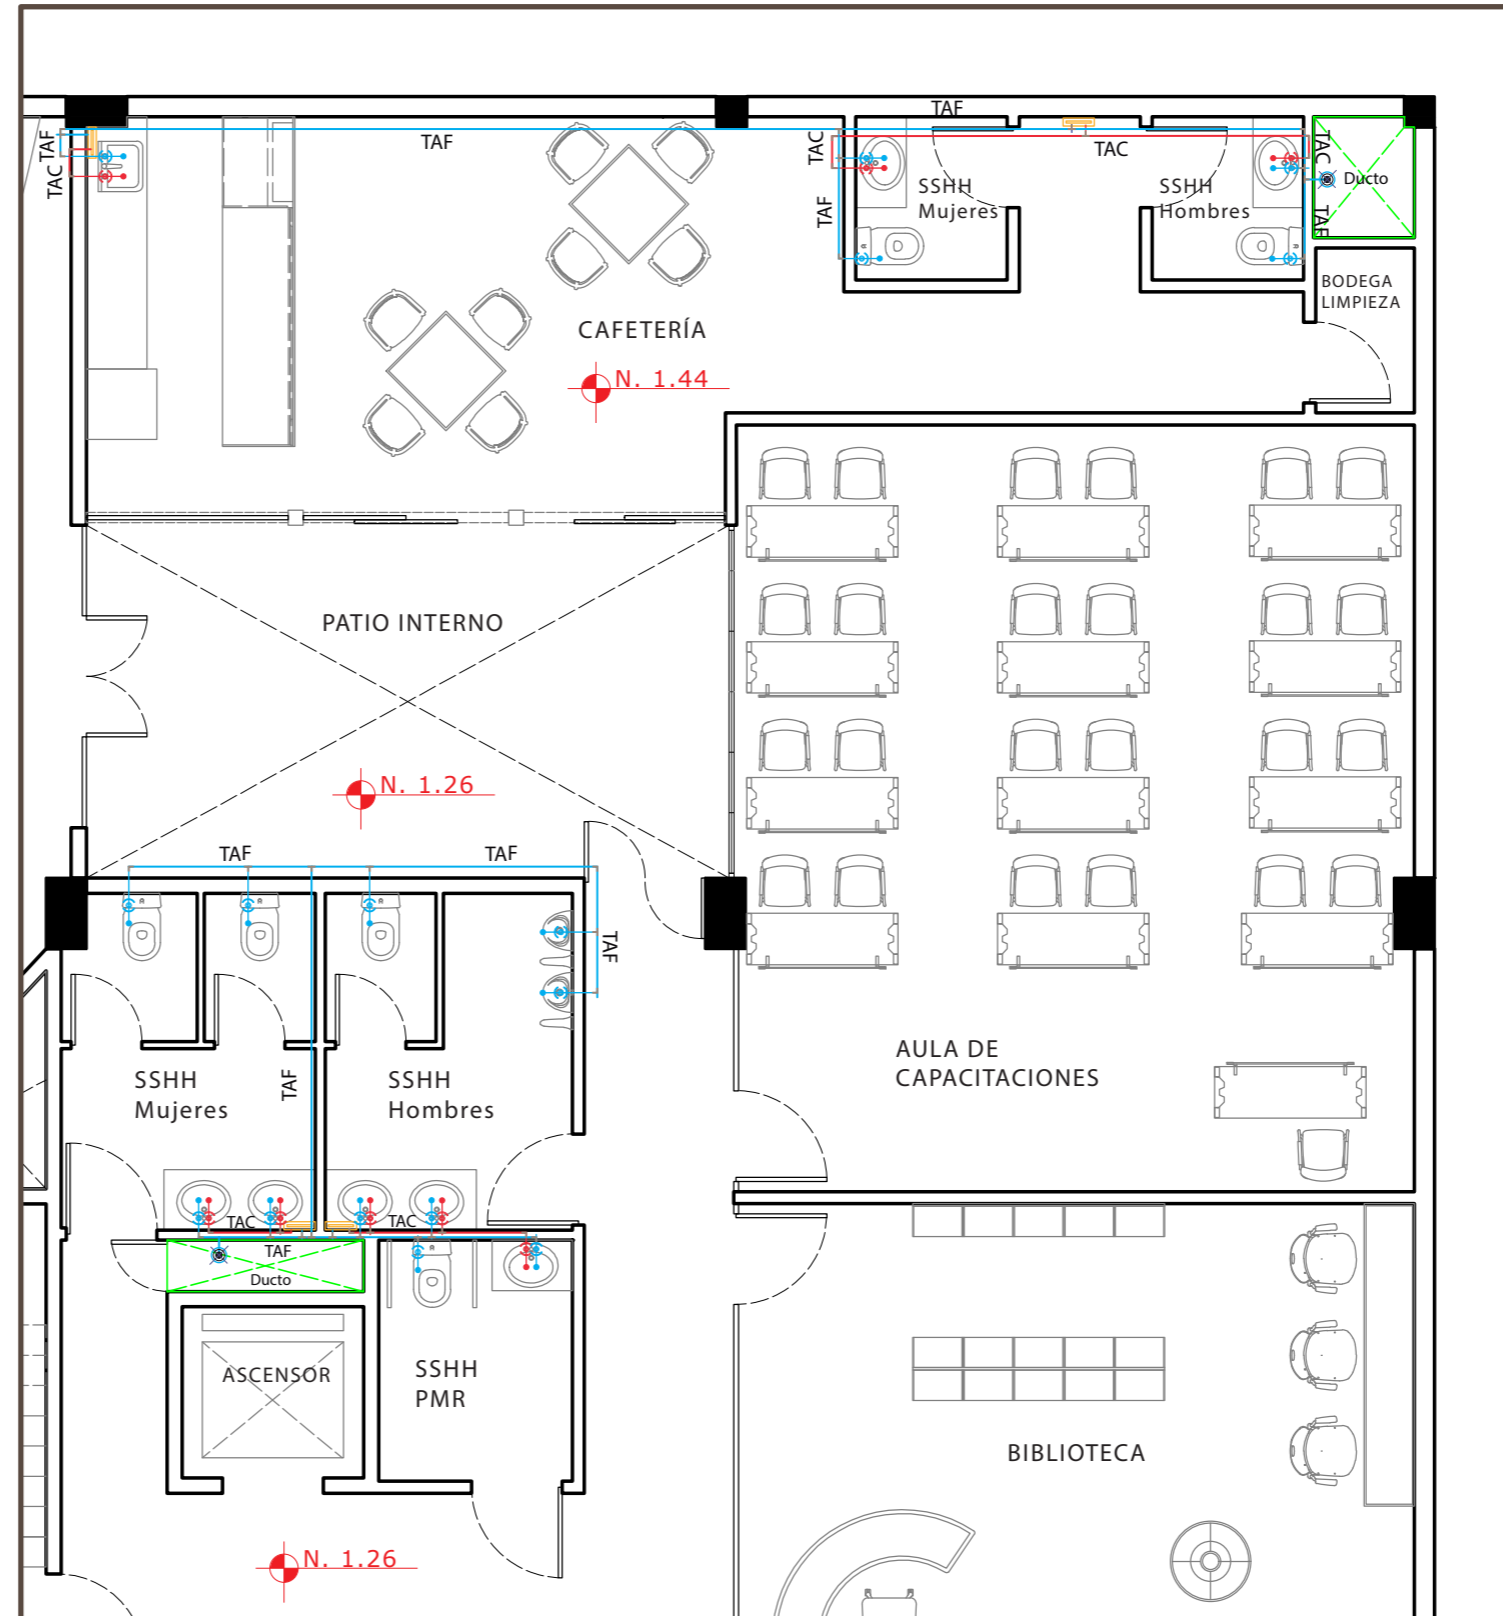 TAF
TAF
TAF
TAC
TAC
TAC
TAC
TAF
TAF
Ducto
SSHH
Mujeres
SSHH
Hombres
BODEGA
LIMPIEZA
CAFETERÍA
N. 1.44
PATIO INTERNO
N. 1.26
TAF
TAF
TAF
TAF
SSHH
Mujeres
SSHH
Hombres
AULA DE
CAPACITACIONES
TAC
TAC
TAF
Ducto
ASCENSOR
SSHH
PMR
BIBLIOTECA
N. 1.26